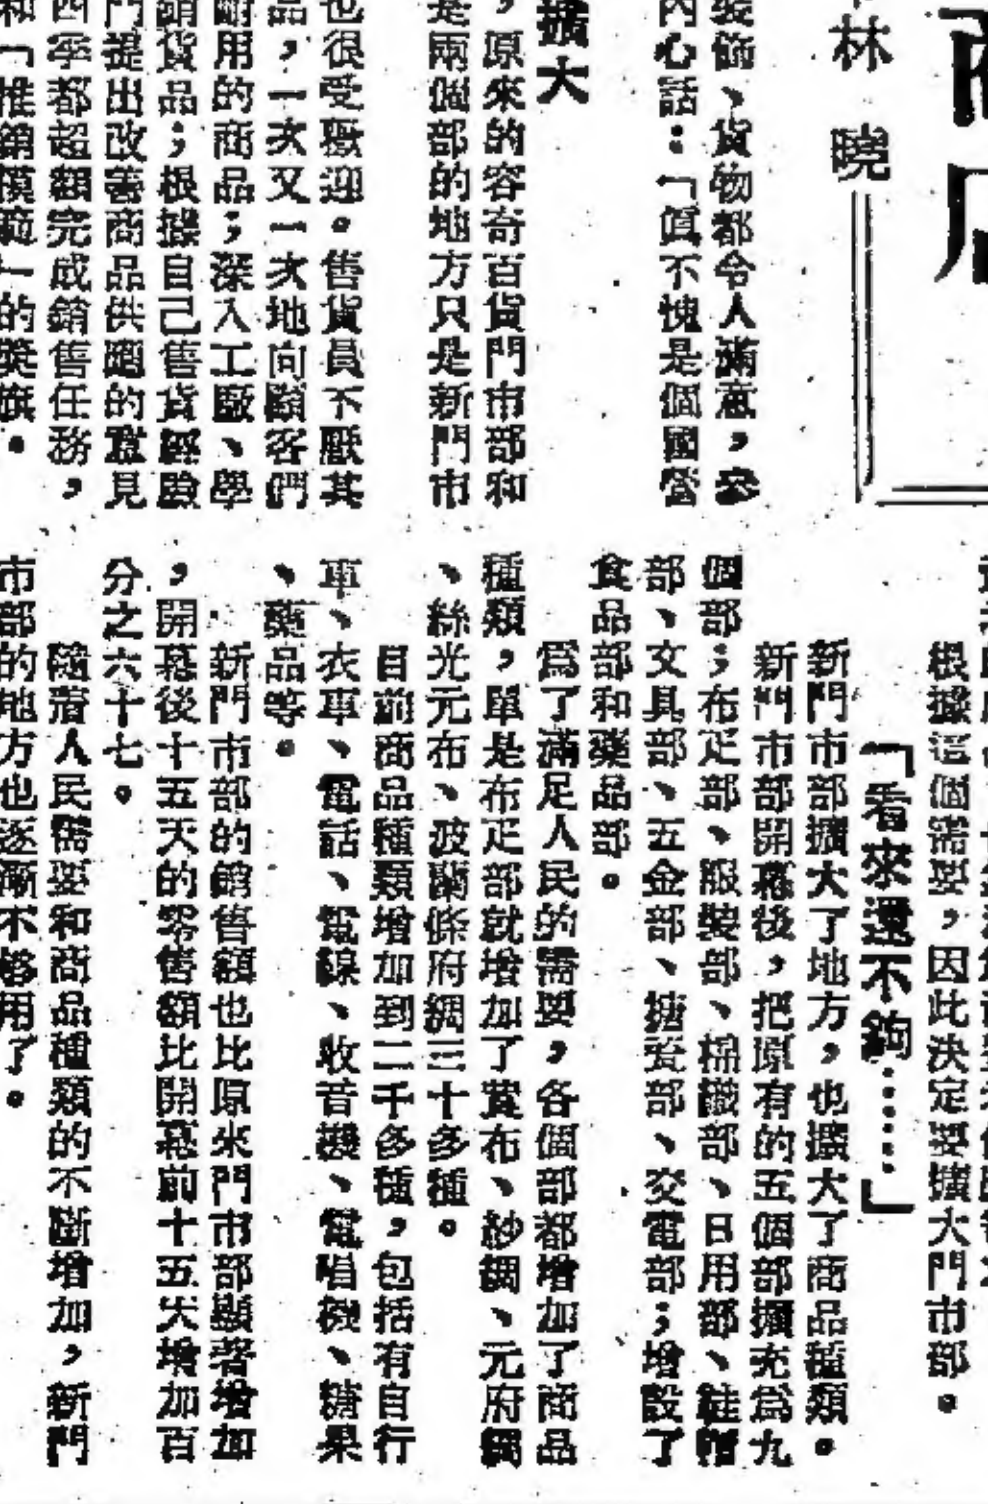 商店
林 曉
裝飾、貨物都令人滿意，參
內心話：「眞不愧是個國營
擴大
，原來的容奇百貨門市部和
是兩個部的地方只是新門市
也很受歡迎。售貨員不厭其
品，一次又一次地向顧客們
耐用的商品；深入工廠、學
銷貨品；根據自己售貨經驗
門提出改善商品供應的意見
四季都超額完成銷售任務，
和「推銷模範」的獎旗。
根據這個需要，因此決定要擴大門市部。
「看來還不夠……」
新門市部擴大了地方，也擴大了商品種類。
新門市部開幕後，把原有的五個部擴充爲九
個部；布疋部、服裝部、棉織部、日用部、鞋帽
部、文具部、五金部、糖瓷部、交電部；增設了
食品部和藥品部。
爲了滿足人民的需要，各個部都增加了商品
種類，單是布疋部就增加了蔴布、紗綢、元府綢
、絲光元布、波蘭條府綢三十多種。
目前商品種類增加到二千多種，包括有自行
車、衣車、電話、電線、收音機、電唱機、糖果
、藥品等。
新門市部的銷售額也比原來門市部顯著增加
，開幕後十五天的零售額比開幕前十五天增加百
分之六十七。
隨着人民需要和商品種類的不斷增加，新門
市部的地方也逐漸不夠用了。